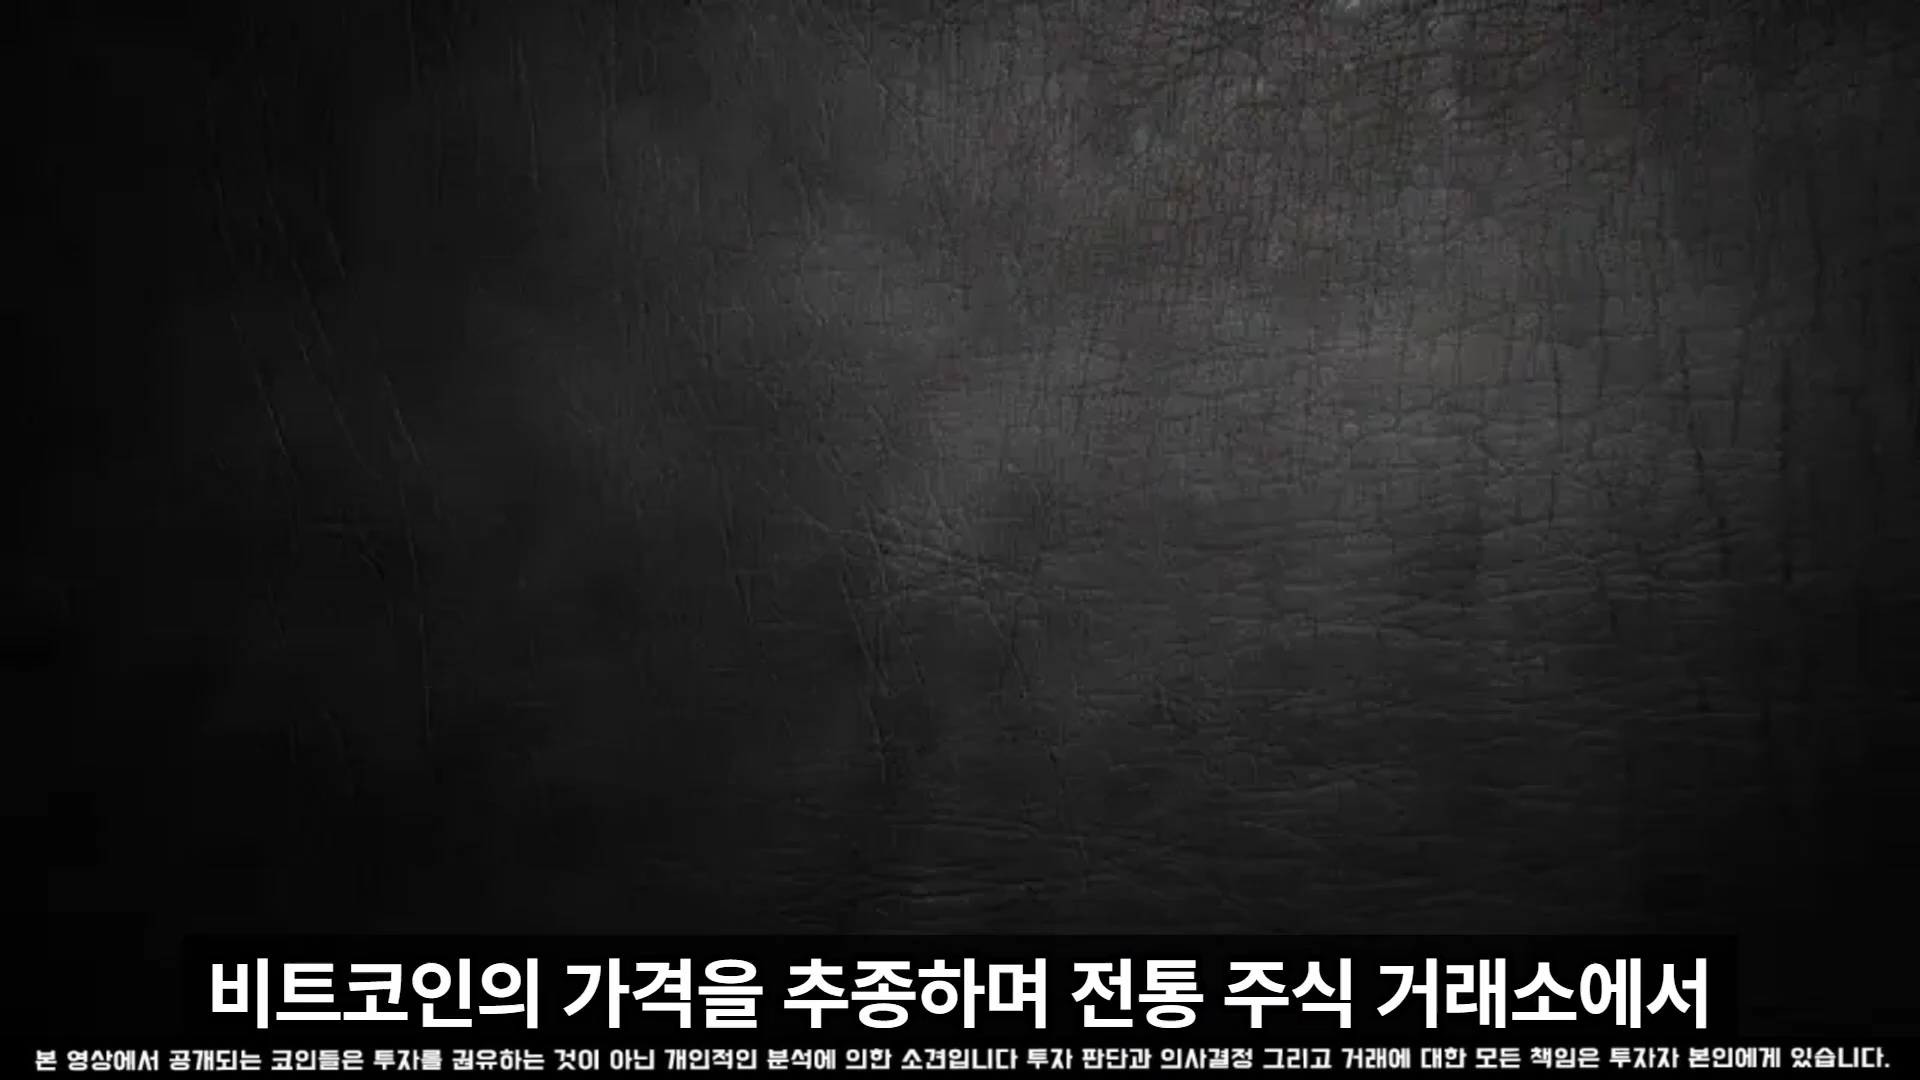 비트코인의 가격을 추종하며 전통 주식 거래소에서
본 영상에서 공개되는 코인들은 투자를 권유하는 것이 아닌 개인적인 분석에 의한 소견입니다 투자 판단과 의사결정 그리고 거래에 대한 모든 책임은 투자자 본인에게 있습니다.